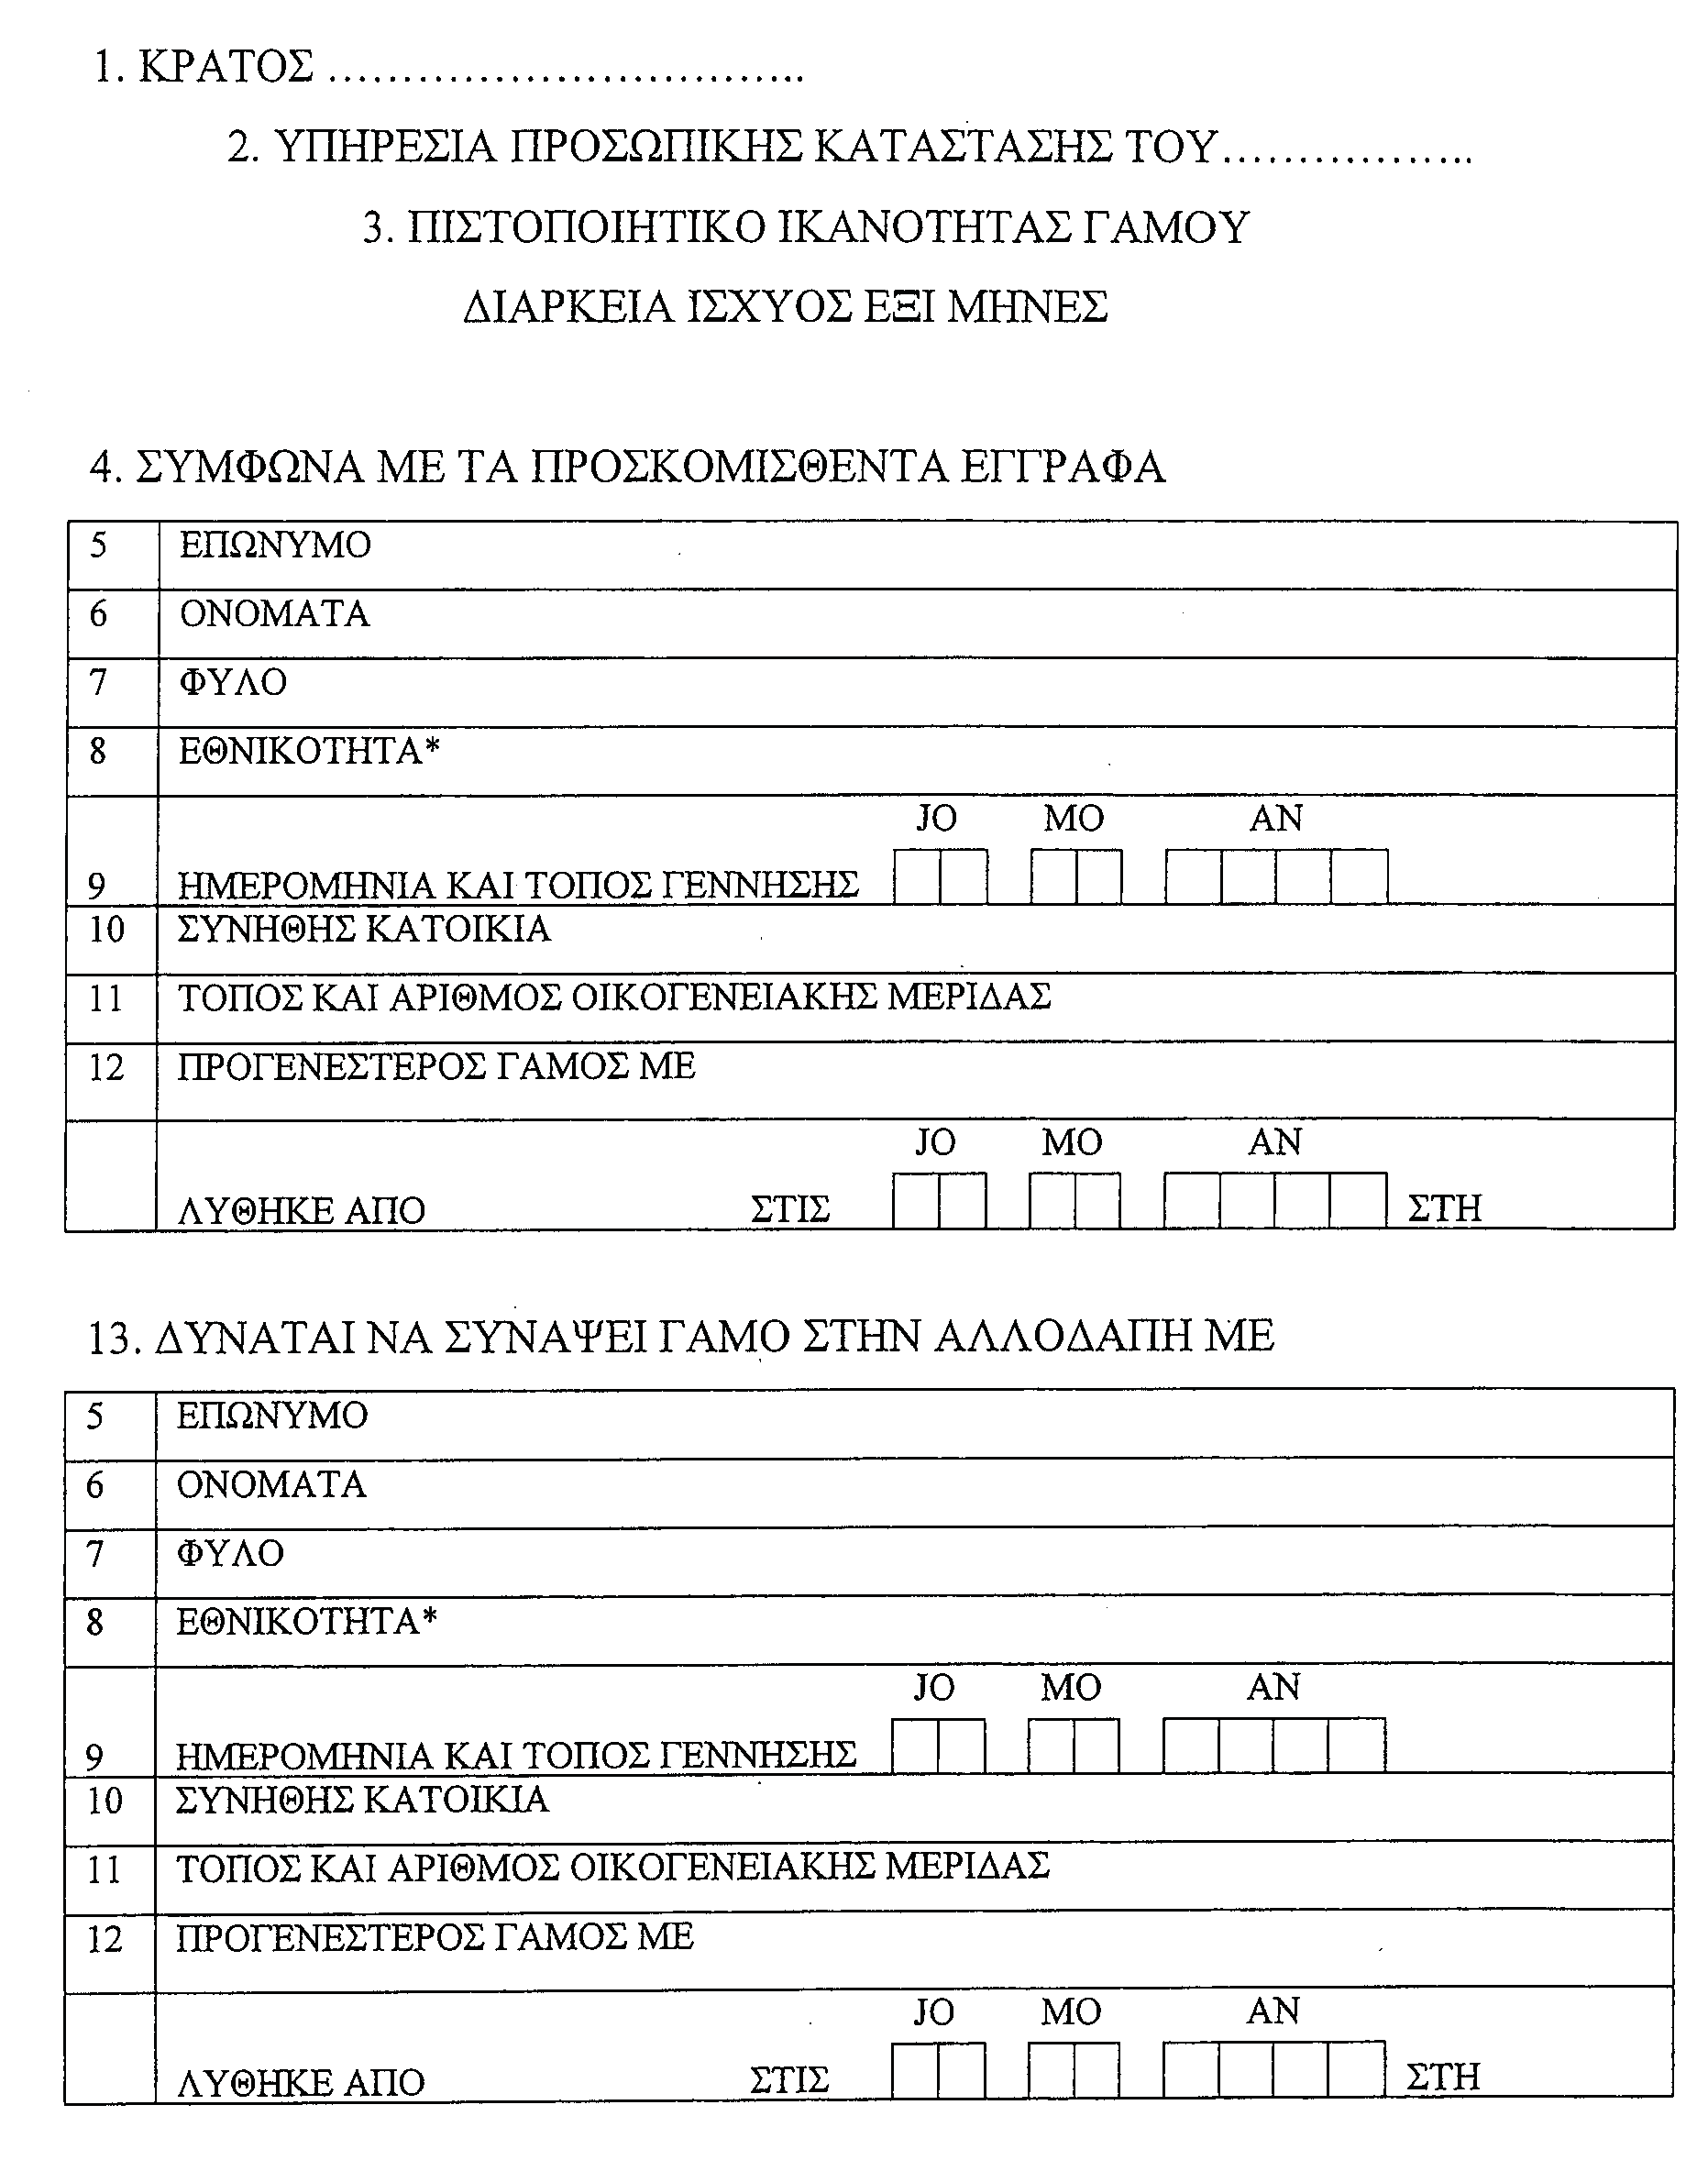 1. ΚΡΑΤΟΣ ................................
2. ΥΠΗΡΕΣΙΑ ΠΡΟΣΩΠΙΚΗΣ ΚΑΤΑΣΤΑΣΗΣ ΤΟΥ.................
3. ΠΙΣΤΟΠΟΙΗΤΙΚΟ ΙΚΑΝΟΤΗΤΑΣ ΓΑΜΟΥ
ΔΙΑΡΚΕΙΑ ΙΣΧΥΟΣ ΕΞΙ ΜΗΝΕΣ
4. ΣΥΜΦΩΝΑ ΜΕ ΤΑ ΠΡΟΣΚΟΜΙΣΘΕΝΤΑ ΕΓΓΡΑΦΑ
5 ΕΠΩΝΥΜΟ
6 ΟΝΟΜΑΤΑ
7 ΦΥΛΟ
8 ΕΘΝΙΚΟΤΗΤΑ*
JO MO AN
9 ΗΜΕΡΟΜΗΝΙΑ ΚΑΙ ΤΟΠΟΣ ΓΕΝΝΗΣΗΣ
10 ΣΥΝΗΘΗΣ ΚΑΤΟΙΚΙΑ
11 ΤΟΠΟΣ ΚΑΙ ΑΡΙΘΜΟΣ ΟΙΚΟΓΕΝΕΙΑΚΗΣ ΜΕΡΙΔΑΣ
12 ΠΡΟΓΕΝΕΣΤΕΡΟΣ ΓΑΜΟΣ ΜΕ
JO MO AN
ΛΥΘΗΚΕ ΑΠΟ ΣΤΙΣ ΣΤΗ
13. ΔΥΝΑΤΑΙ ΝΑ ΣΥΝΑΨΕΙ ΓΑΜΟ ΣΤΗΝ ΑΛΛΟΔΑΠΗ ΜΕ
5 ΕΠΩΝΥΜΟ
6 ΟΝΟΜΑΤΑ
7 ΦΥΛΟ
8 ΕΘΝΙΚΟΤΗΤΑ*
JO MO AN
9 ΗΜΕΡΟΜΗΝΙΑ ΚΑΙ ΤΟΠΟΣ ΓΕΝΝΗΣΗΣ
10 ΣΥΝΗΘΗΣ ΚΑΤΟΙΚΙΑ
11 ΤΟΠΟΣ ΚΑΙ ΑΡΙΘΜΟΣ ΟΙΚΟΓΕΝΕΙΑΚΗΣ ΜΕΡΙΔΑΣ
12 ΠΡΟΓΕΝΕΣΤΕΡΟΣ ΓΑΜΟΣ ΜΕ
JO MO AN
ΛΥΘΗΚΕ ΑΠΟ ΣΤΙΣ ΣΤΗ